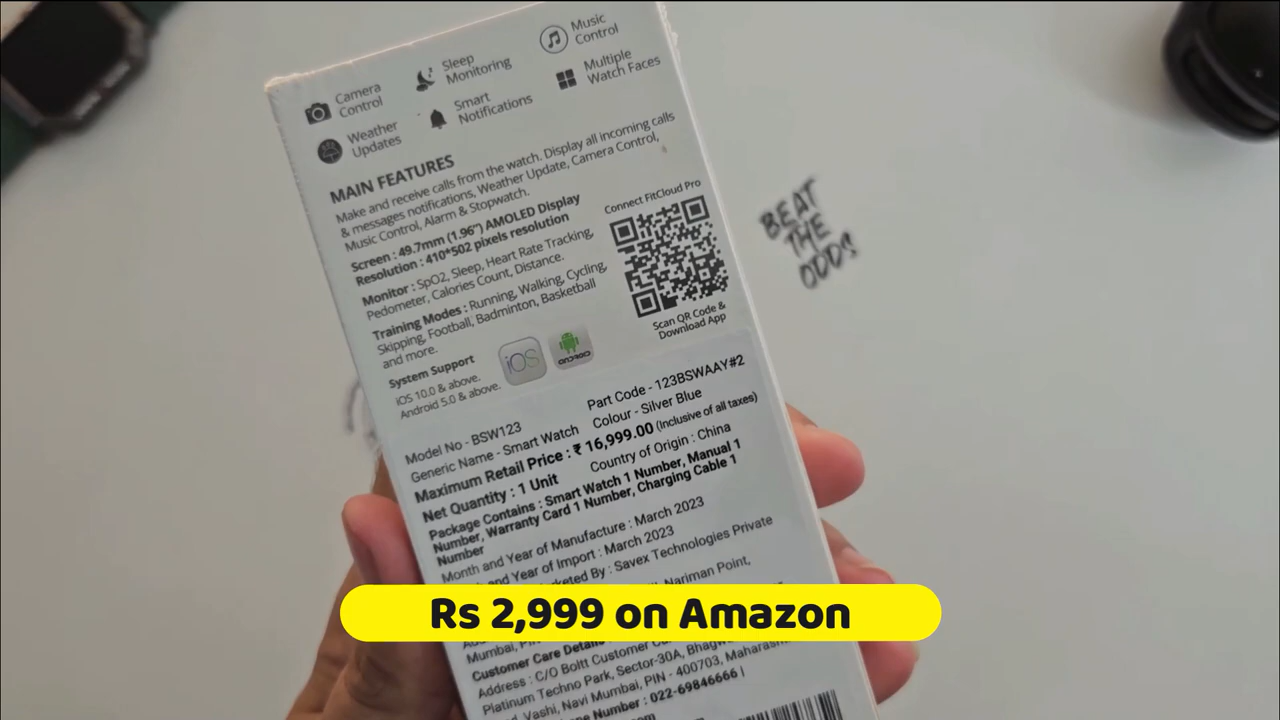 Camera
Control
Sleep
Monitoring
Music
Control
Weather
Updates
Smart
Notifications
Multiple
Watch Faces
MAIN FEATURES
Make and receive calls from the watch. Display all incoming calls
& messages notifications, Weather Update, Camera Control,
Music Control, Alarm & Stopwatch.
Screen : 49.7mm (1.96") AMOLED Display
Resolution : 410*502 pixels resolution
Monitor : SpO2, Sleep, Heart Rate Tracking,
Pedometer, Calories Count, Distance.
Training Modes : Running, Walking, Cycling,
Skipping, Football, Badminton, Basketball
and more.
Connect FitCloud Pro
Scan QR Code &
Download App
System Support
iOS 10.0 & above.
Android 5.0 & above.
iOS
ANDROID
Model No - BSW123
Part Code - 123BSWAAY#2
Generic Name - Smart Watch
Colour - Silver Blue
Maximum Retail Price : ₹ 16,999.00 (Inclusive of all taxes)
Net Quantity : 1 Unit
Country of Origin : China
Package Contains : Smart Watch 1 Number, Manual 1
Number, Warranty Card 1 Number, Charging Cable 1
Number
Month and Year of Manufacture : March 2023
and Year of Import : March 2023
By : Savex Technologies Private
Nariman Point,
Mumbai,
Customer Care Details
Address : C/O Boltt Customer
Platinum Techno Park, Sector-30A,
Vashi, Navi Mumbai, PIN - 400703,
Number : 022-69846666 |
Rs 2,999 on Amazon
BEAT
THE
ODDS